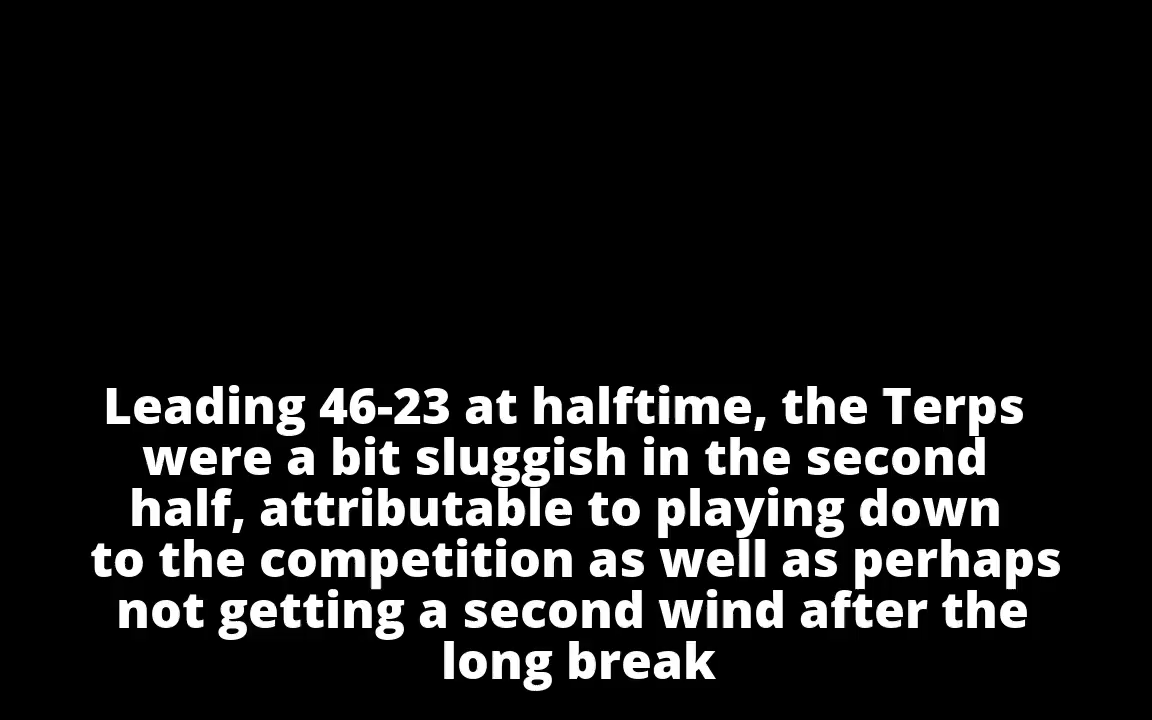 Leading 46-23 at halftime, the Terps
were a bit sluggish in the second
half, attributable to playing down
to the competition as well as perhaps
not getting a second wind after the
long break